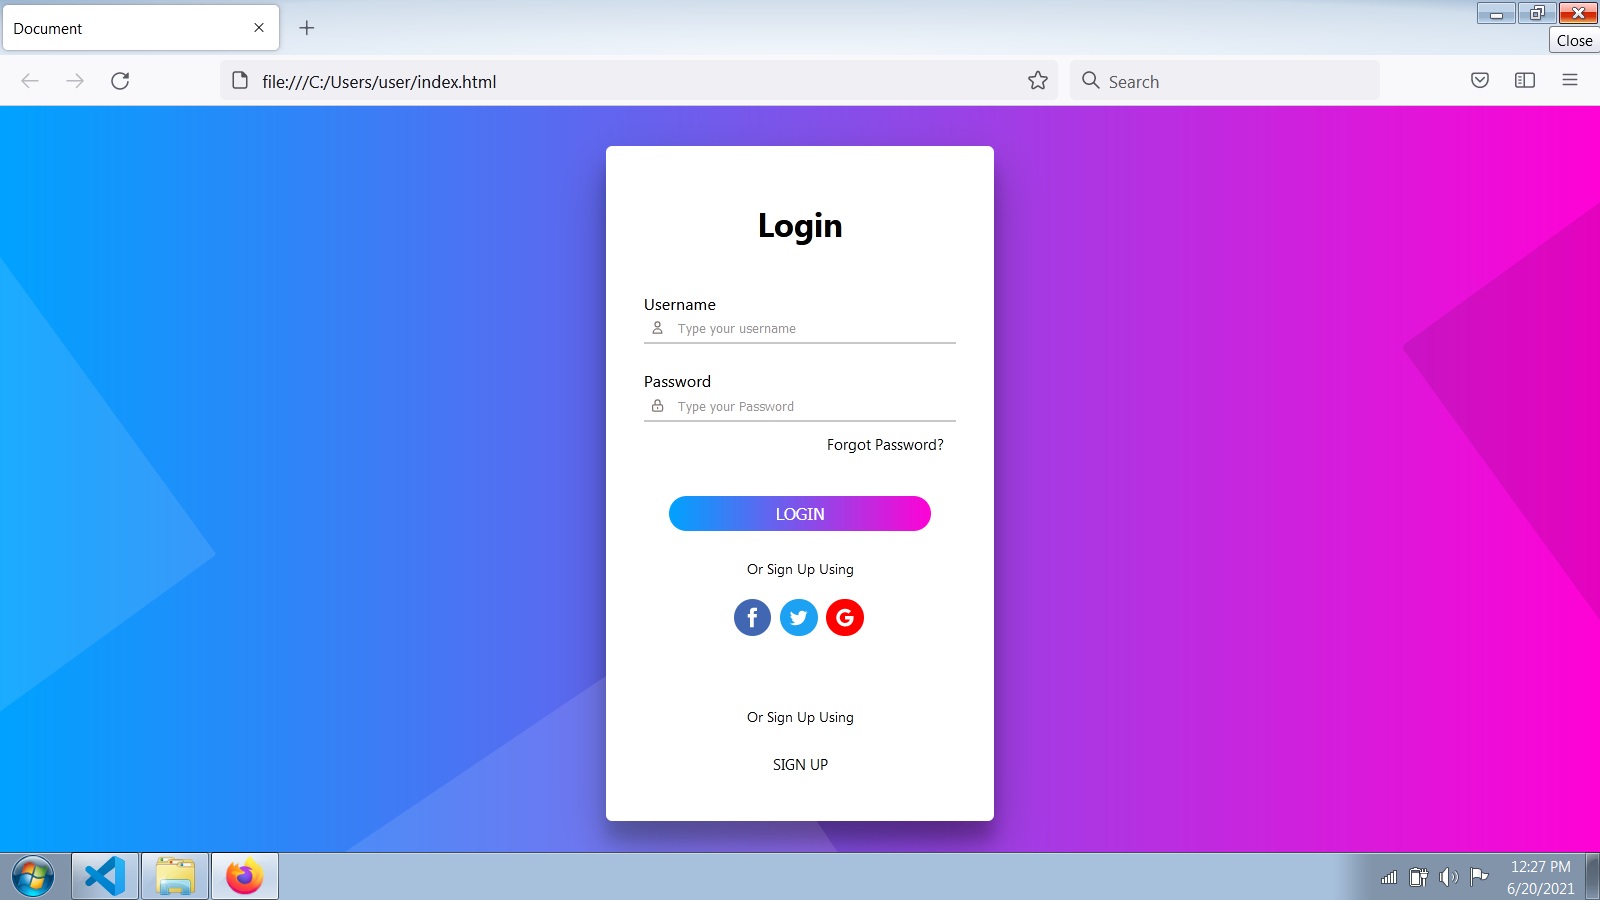 Document
Close
file:///C:/Users/user/index.html
Search
Login
Username
Type your username
Password
Type your Password
Forgot Password?
LOGIN
Or Sign Up Using
Or Sign Up Using
SIGN UP
12:27 PM
6/20/2021